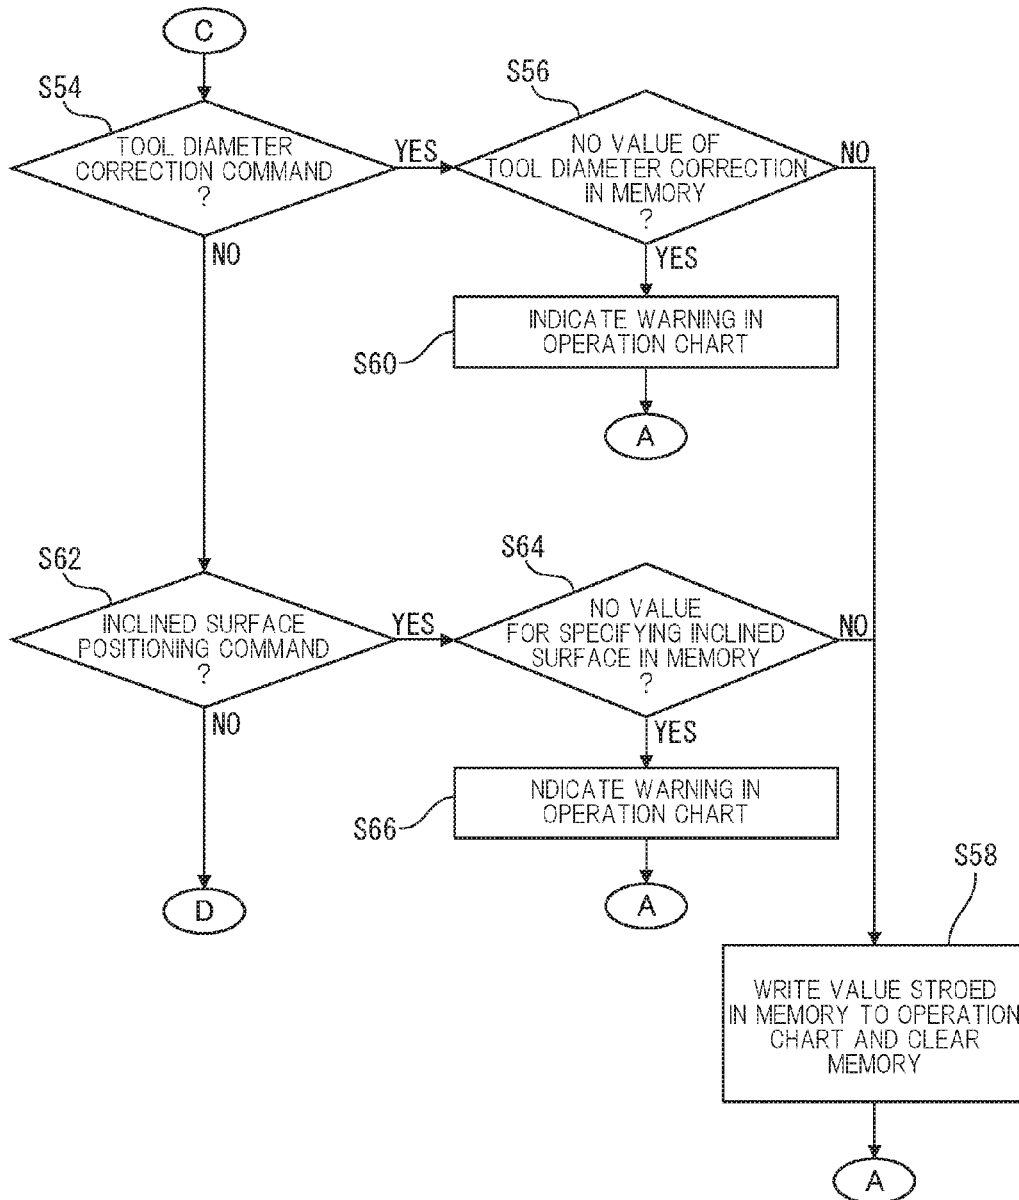 C
S54
TOOL DIAMETER
CORRECTION COMMAND
?
YES
NO
S56
NO VALUE OF
TOOL DIAMETER CORRECTION
IN MEMORY
?
NO
YES
INDICATE WARNING IN
OPERATION CHART
S60
A
S62
INCLINED SURFACE
POSITIONING COMMAND
?
YES
NO
S64
NO VALUE
FOR SPECIFYING INCLINED
SURFACE IN MEMORY
?
NO
YES
NDICATE WARNING IN
OPERATION CHART
S66
A
D
S58
WRITE VALUE STROED
IN MEMORY TO OPERATION
CHART AND CLEAR
MEMORY
A